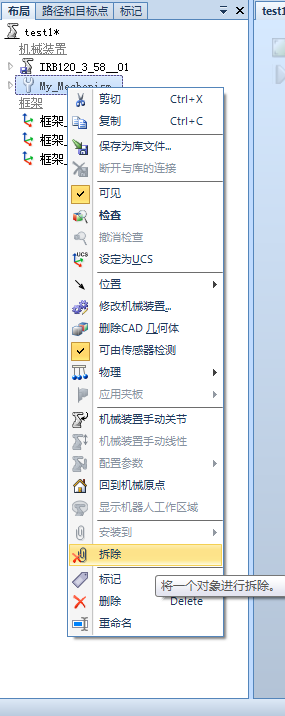 布局 路径和目标点 标记 test1
test1*
机械装置
IRB120_3_58__01
My_Mechanism
框架
框架_
框架_
框架_
剪切 Ctrl+X
复制 Ctrl+C
保存为库文件...
断开与库的连接
可见
检查
撤消检查
设定为UCS
位置
修改机械装置...
删除CAD 几何体
可由传感器检测
物理
应用夹板
机械装置手动关节
机械装置手动线性
配置参数
回到机械原点
显示机器人工作区域
安装到
拆除
标记
将一个对象进行拆除。
删除 Delete
重命名